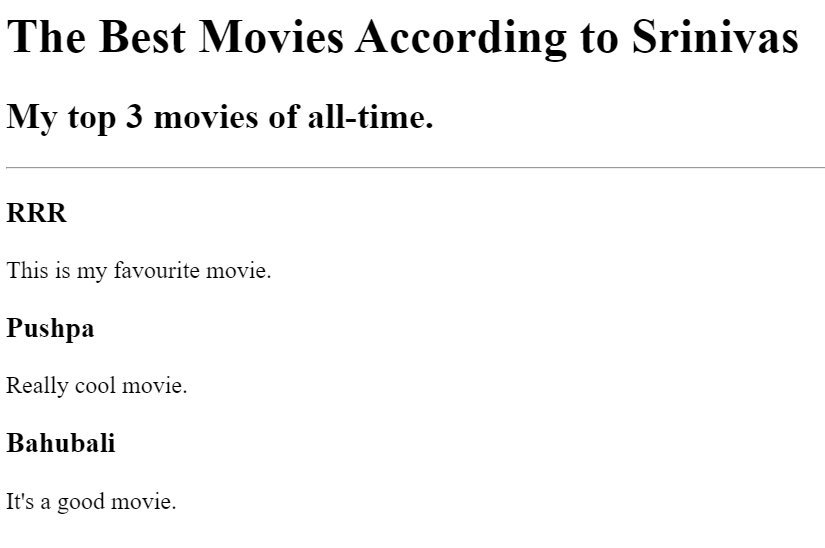 The Best Movies According to Srinivas
My top 3 movies of all-time.
RRR
This is my favourite movie.
Pushpa
Really cool movie.
Bahubali
It's a good movie.